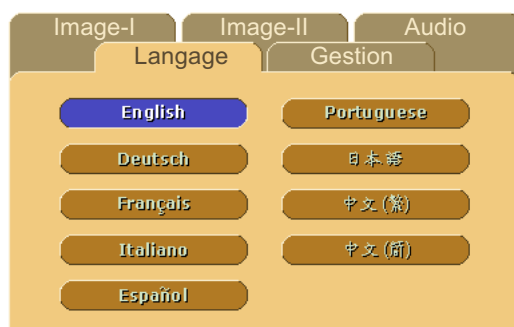 Image-I Image-II Audio
Langage Gestion
English Portuguese
Deutsch 日本語
Français 中文(繁)
Italiano 中文(简)
Español